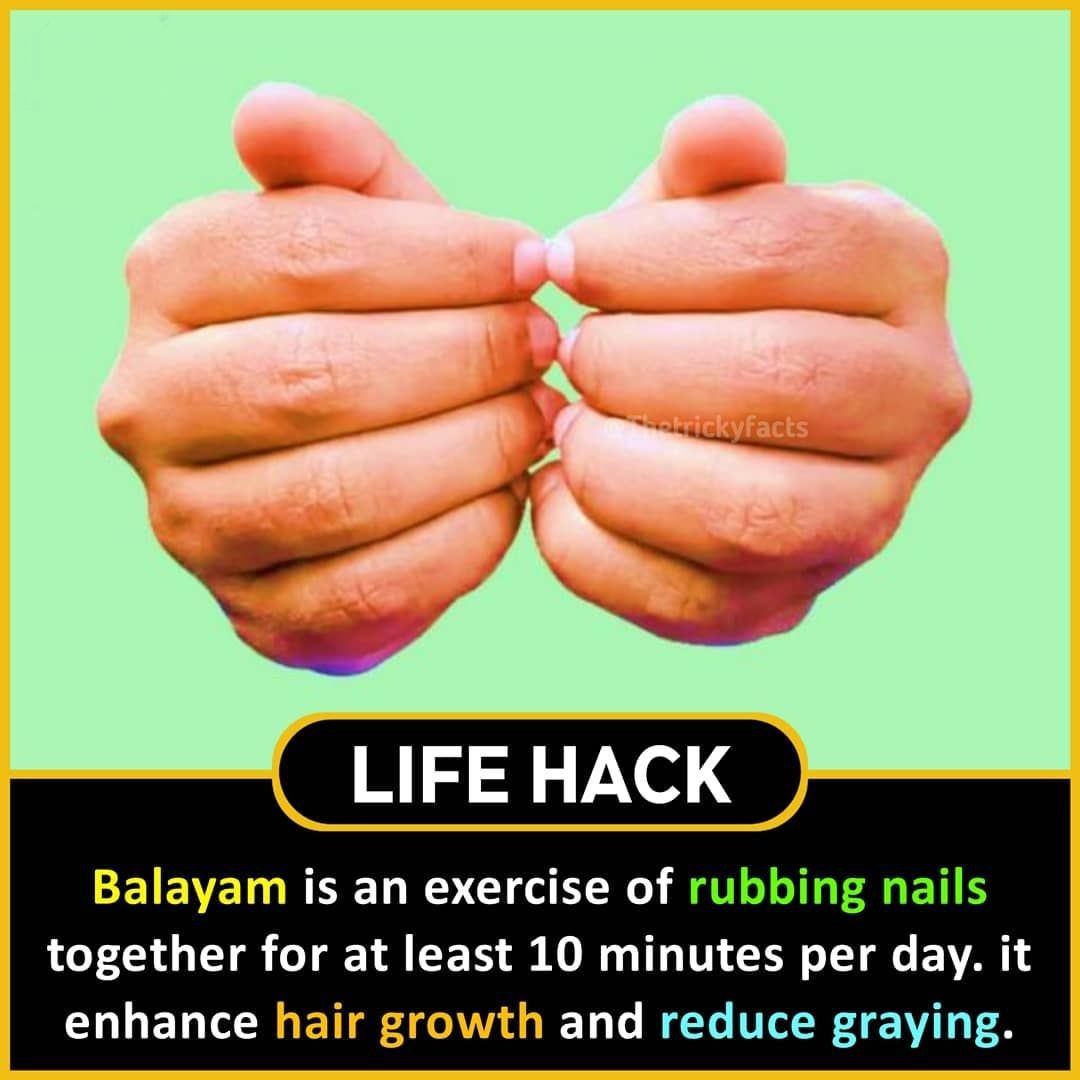 Thetrickyfacts
LIFE HACK
Balayam is an exercise of rubbing nails
together for at least 10 minutes per day. it
enhance hair growth and reduce graying.